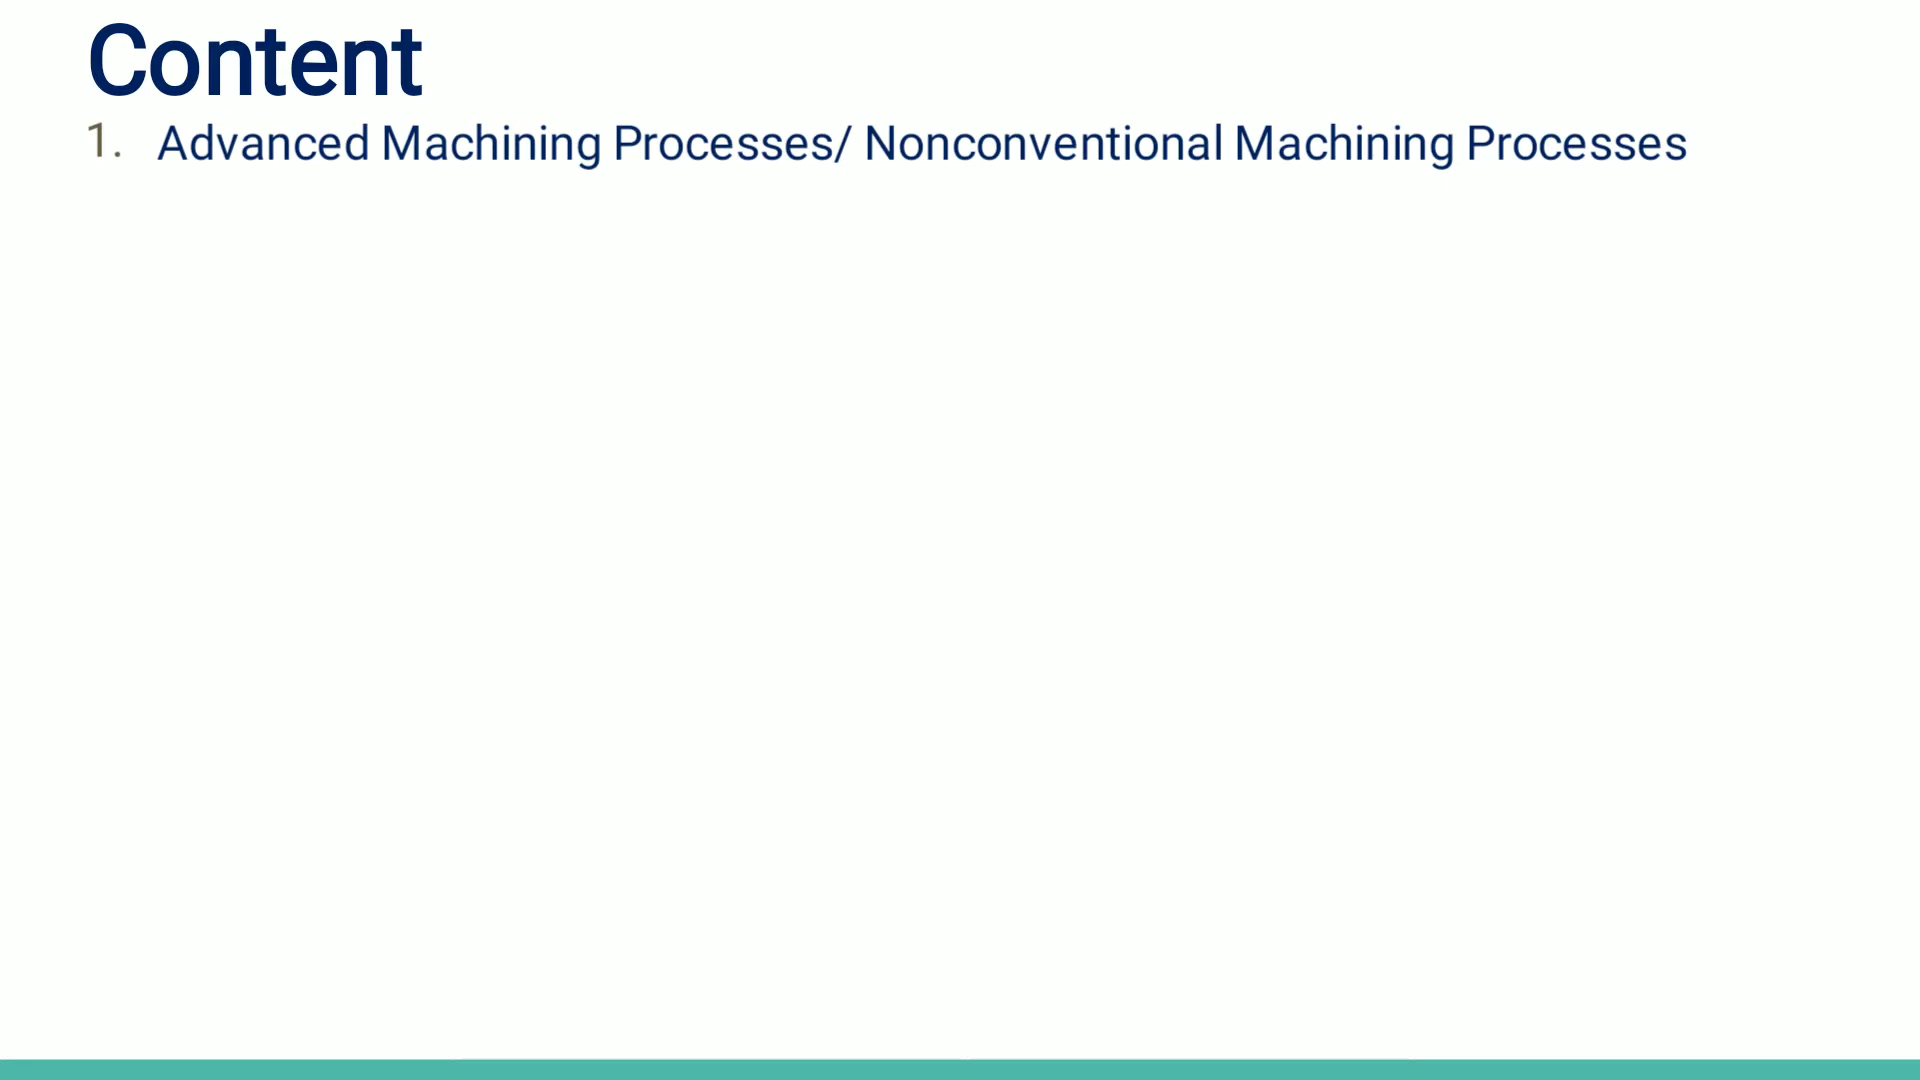 Content
1. Advanced Machining Processes/ Nonconventional Machining Processes